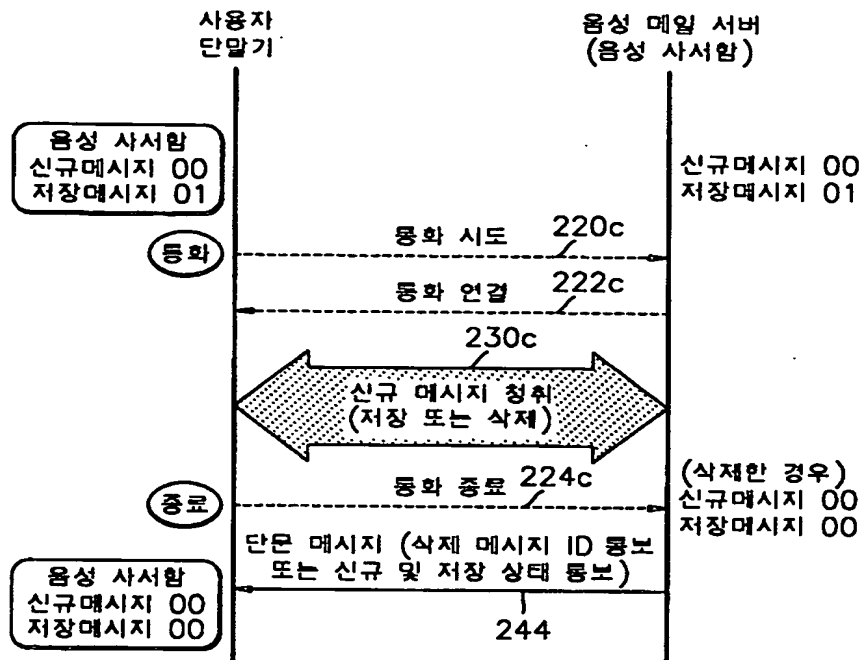 사용자
단말기
음성 메일 서버
(음성 사서함)
음성 사서함
신규메시지 00
저장메시지 01
신규메시지 00
저장메시지 01
통화
통화 시도 220c
통화 연결 222c
230c
신규 메시지 청취
(저장 또는 삭제)
종료
통화 종료 224c
(삭제한 경우)
신규메시지 00
저장메시지 00
단문 메시지 (삭제 메시지 ID 통보
또는 신규 및 저장 상태 통보)
음성 사서함
신규메시지 00
저장메시지 00
244